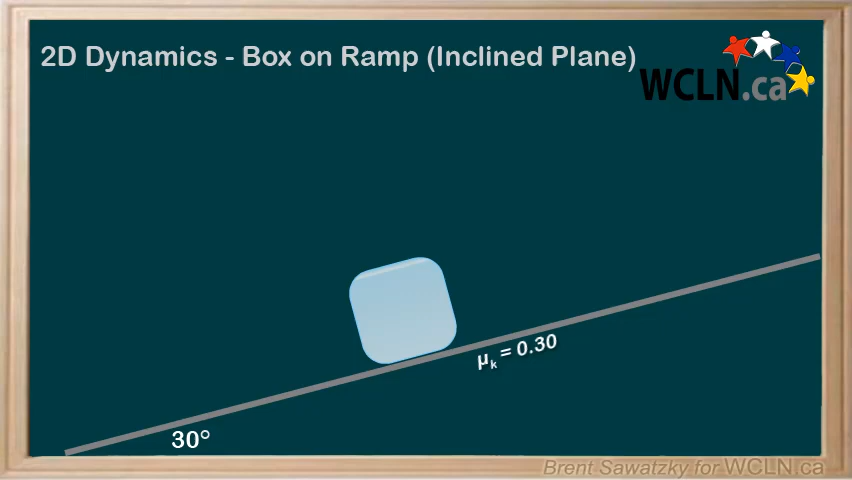 2D Dynamics - Box on Ramp (Inclined Plane)
WCLN.ca
μk = 0.30
30°
Brent Sawatzky for WCLN.ca